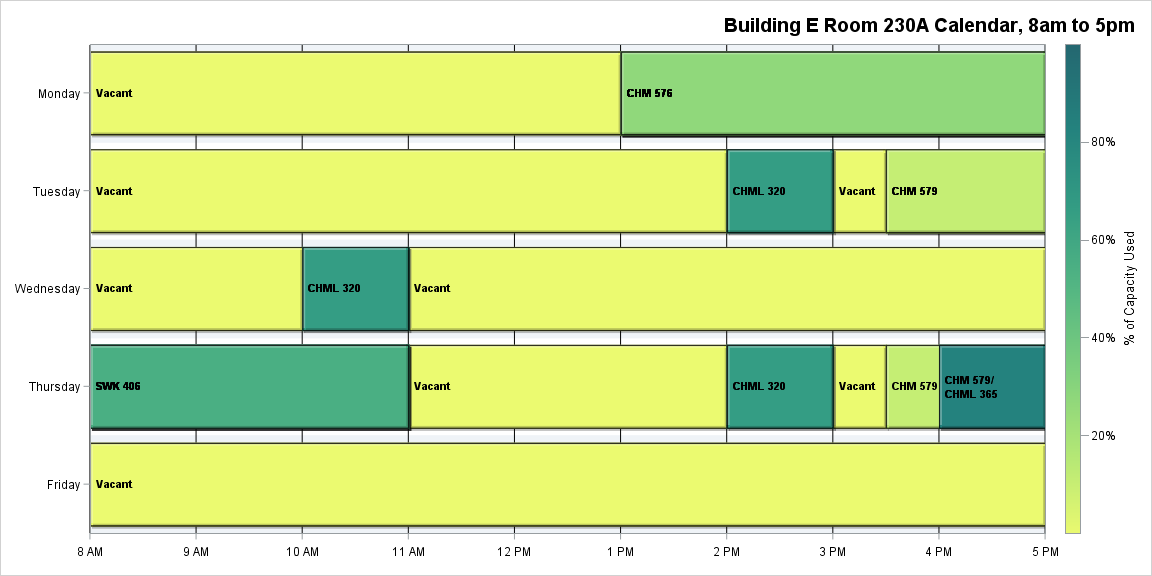 Building E Room 230A Calendar, 8am to 5pm
Monday
Vacant
CHM 576
Tuesday
Vacant
CHML 320
Vacant
CHM 579
Wednesday
Vacant
CHML 320
Vacant
Thursday
SWK 406
Vacant
CHML 320
Vacant
CHM 579
CHM 579/
CHML 365
Friday
Vacant
8 AM
9 AM
10 AM
11 AM
12 PM
1 PM
2 PM
3 PM
4 PM
5 PM
80%
60%
40%
20%
% of Capacity Used